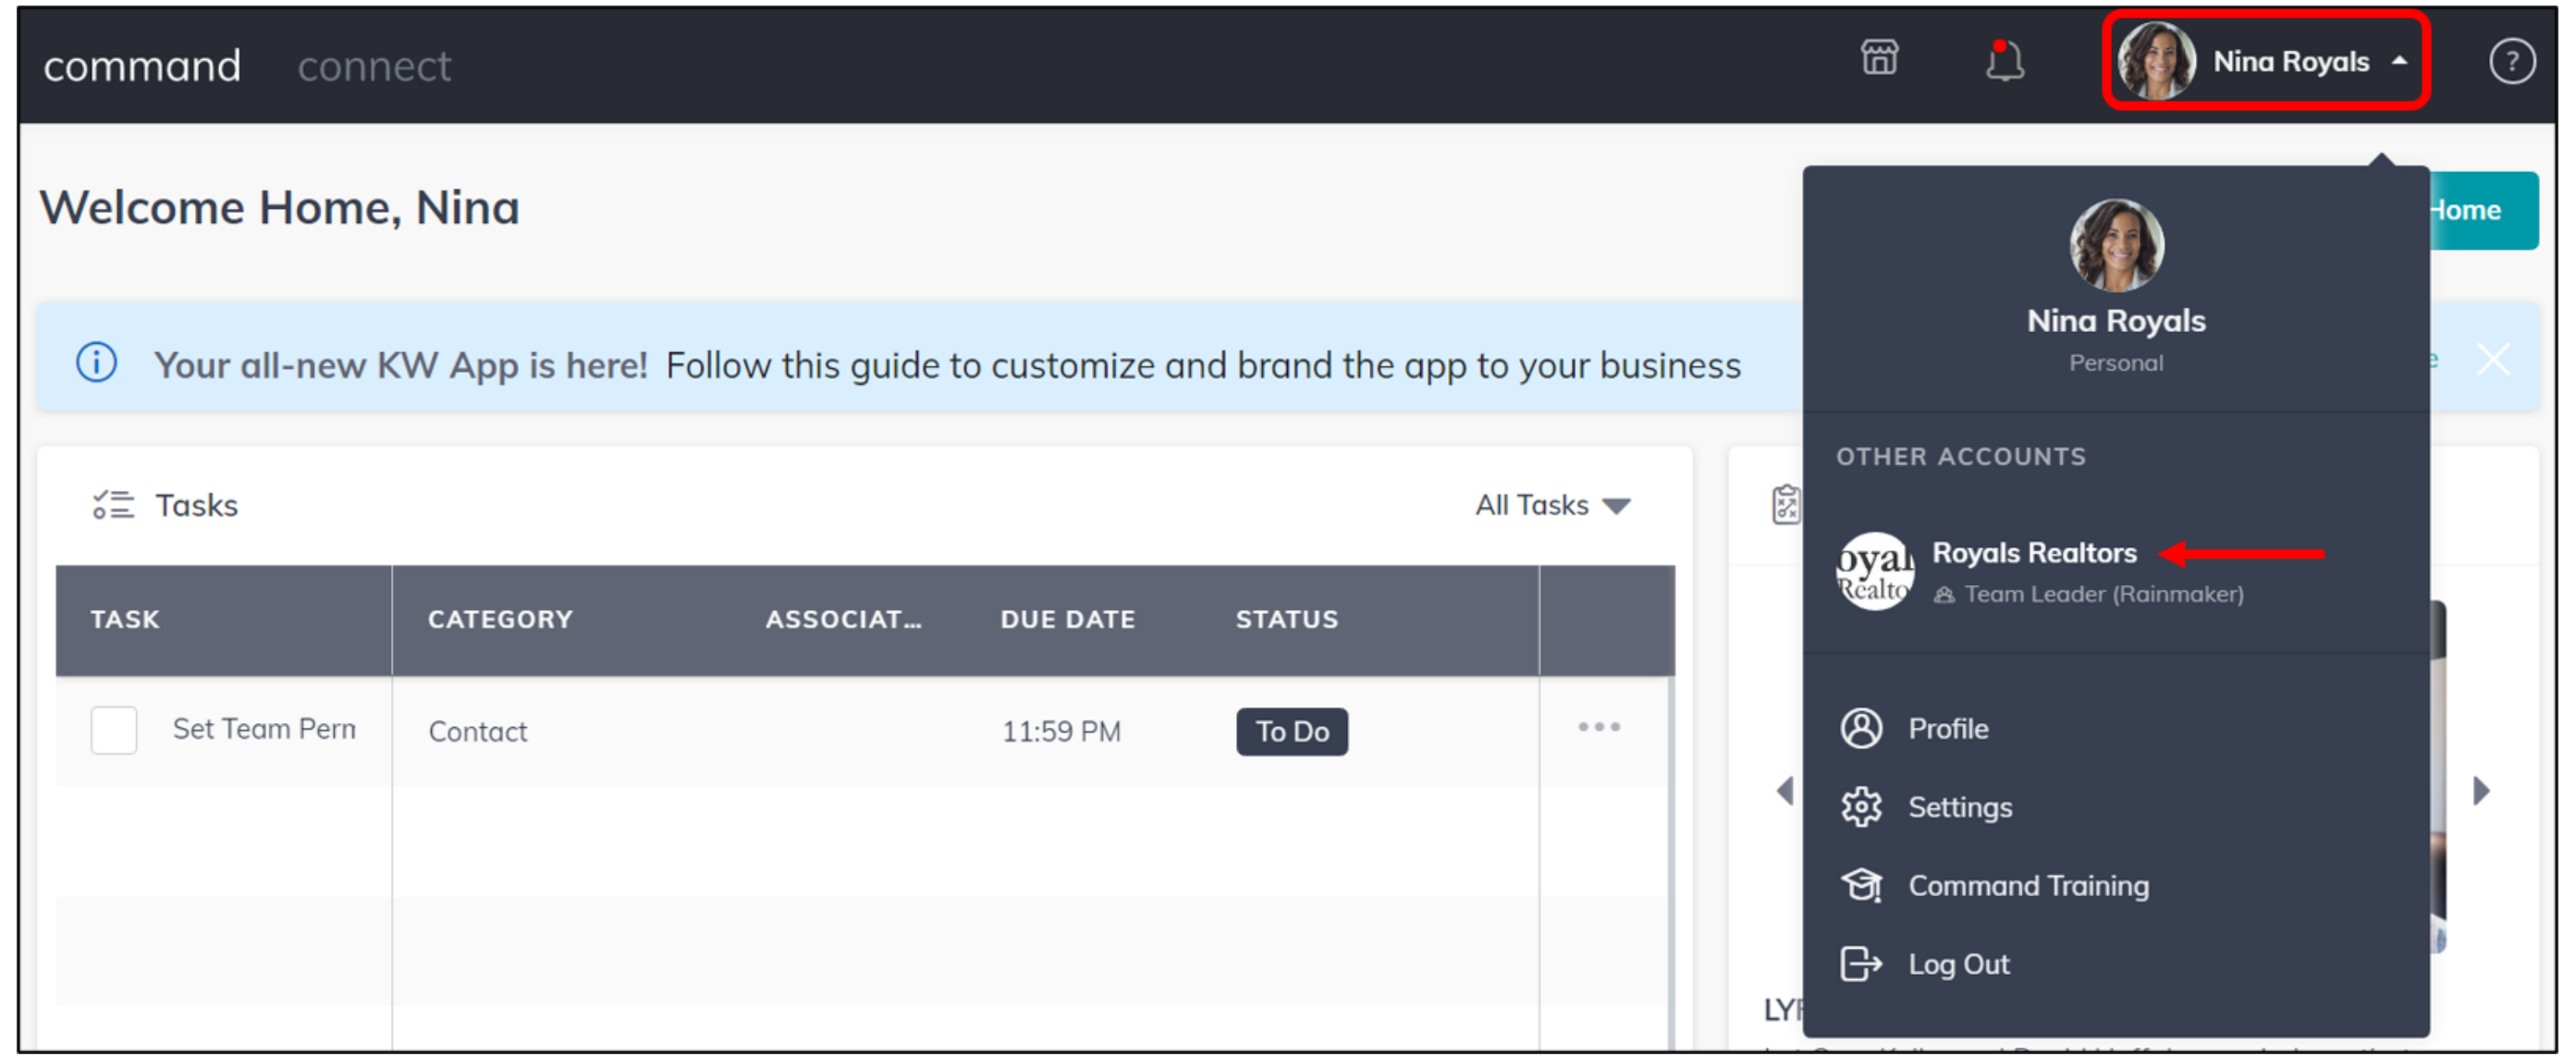 command connect
Nina Royals
?
Welcome Home, Nina
Home
Your all-new KW App is here! Follow this guide to customize and brand the app to your business
Nina Royals
Personal
OTHER ACCOUNTS
Royals Realtors
Team Leader (Rainmaker)
Profile
Settings
Command Training
Log Out
Tasks
All Tasks
TASK CATEGORY ASSOCIAT... DUE DATE STATUS
Set Team Perm Contact 11:59 PM To Do